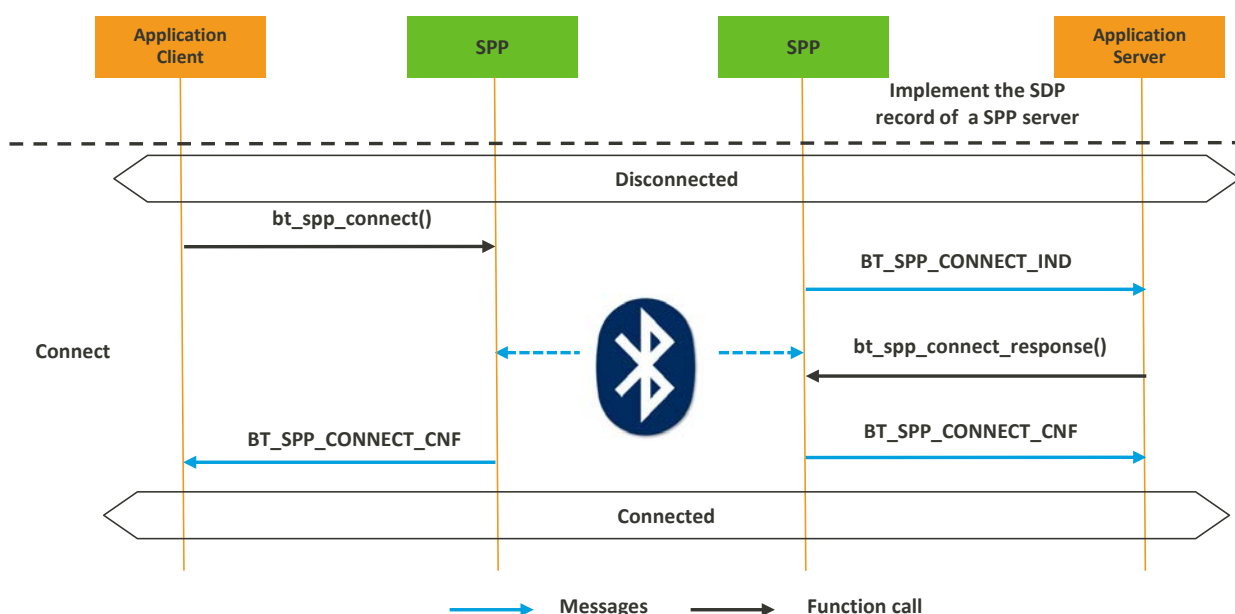 Application
Client
SPP
SPP
Application
Server
Implement the SDP
record of a SPP server
Disconnected
bt_spp_connect()
BT_SPP_CONNECT_IND
Connect
bt_spp_connect_response()
BT_SPP_CONNECT_CNF
BT_SPP_CONNECT_CNF
Connected
Messages
Function call